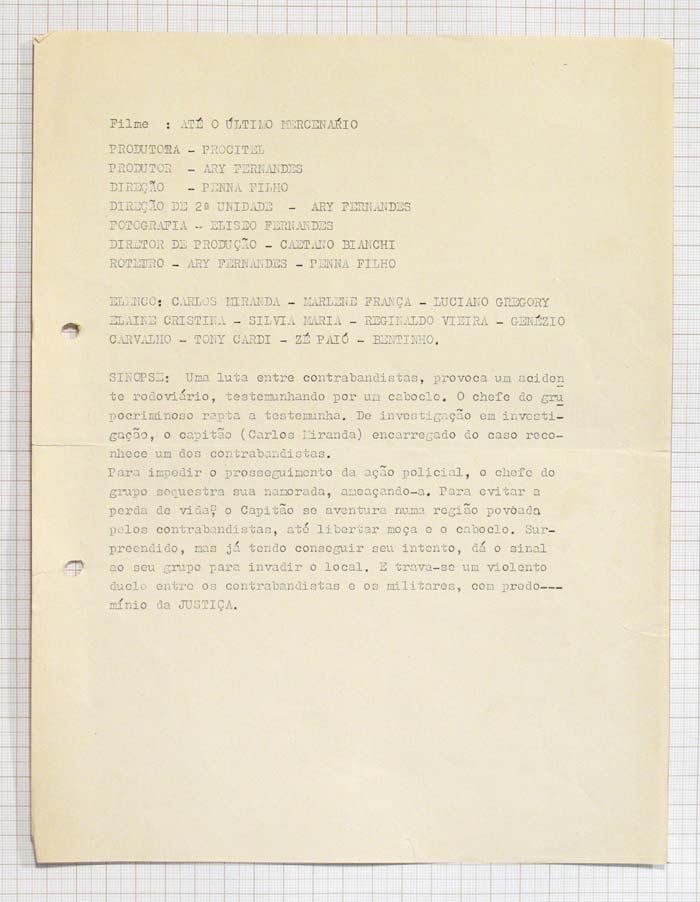 Filme : ATÉ O ÚLTIMO MERCENÁRIO
PRODUTORA - PROCITEL
PRODUTOR - ARY FERNANDES
DIREÇÃO - PENNA FILHO
DIREÇÃO DE 2ª UNIDADE - ARY FERNANDES
FOTOGRAFIA - ELISEO FERNANDES
DIRETOR DE PRODUÇÃO - CAETANO BIANCHI
ROTEIRO - ARY FERNANDES - PENNA FILHO
ELENCO: CARLOS MIRANDA - MARLENE FRANÇA - LUCIANO GREGORY
ELAINE CRISTINA - SILVIA MARIA - REGINALDO VIEIRA - GENÉZIO
CARVALHO - TONY CARDI - ZÉ PAIÓ - BENTINHO.
SINOPSE: Uma luta entre contrabandistas, provoca um aciden
te rodoviário, testemunhando por um caboclo. O chefe do gru
pocriminoso rapta a testemunha. De investigação em investi-
gação, o capitão (Carlos Miranda) encarregado do caso reco-
nhece um dos contrabandistas.
Para impedir o prosseguimento da ação policial, o chefe do
grupo sequestra sua namorada, ameaçando-a. Para evitar a
perda de vida, o Capitão se aventura numa região povoada
pelos contrabandistas, até libertar moça e o caboclo. Sur-
preendido, mas já tendo conseguir seu intento, dá o sinal
ao seu grupo para invadir o local. E trava-se um violento
duelo entre os contrabandistas e os militares, com predo---
mínio da JUSTIÇA.